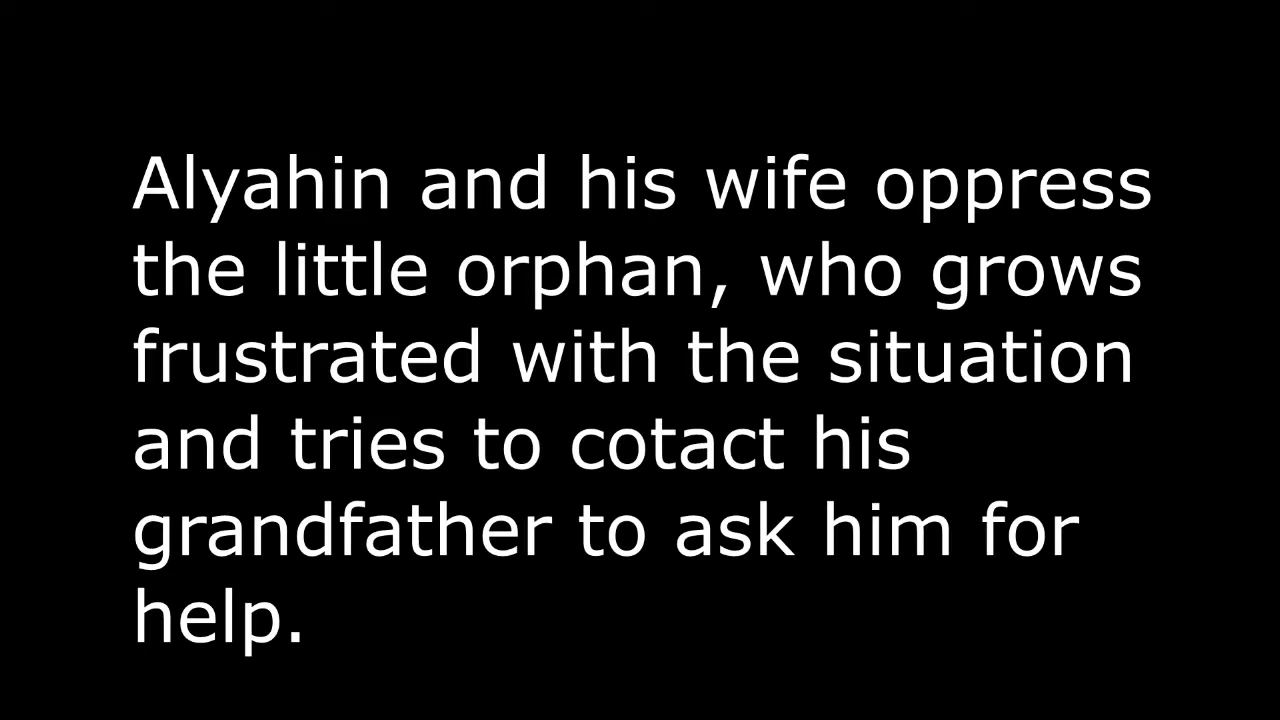 Alyahin and his wife oppress
the little orphan, who grows
frustrated with the situation
and tries to cotact his
grandfather to ask him for
help.